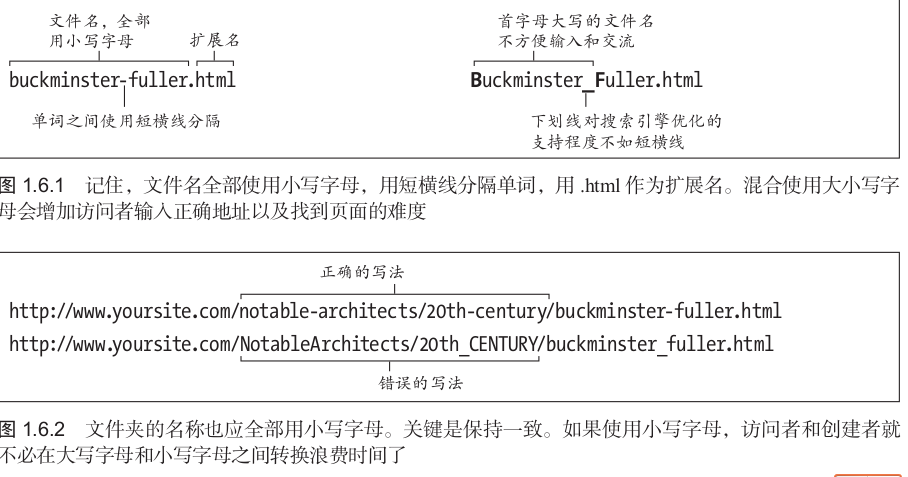 文件名，全部
用小写字母
扩展名
buckminster-fuller.html
单词之间使用短横线分隔
首字母大写的文件名
不方便输入和交流
Buckminster_Fuller.html
下划线对搜索引擎优化的
支持程度不如短横线
图 1.6.1 记住，文件名全部使用小写字母，用短横线分隔单词，用 .html 作为扩展名。混合使用大小写字
母会增加访问者输入正确地址以及找到页面的难度
正确的写法
http://www.yoursite.com/notable-architects/20th-century/buckminster-fuller.html
http://www.yoursite.com/NotableArchitects/20th_CENTURY/buckminster_fuller.html
错误的写法
图 1.6.2 文件夹的名称也应全部用小写字母。关键是保持一致。如果使用小写字母，访问者和创建者就
不必在大写字母和小写字母之间转换浪费时间了